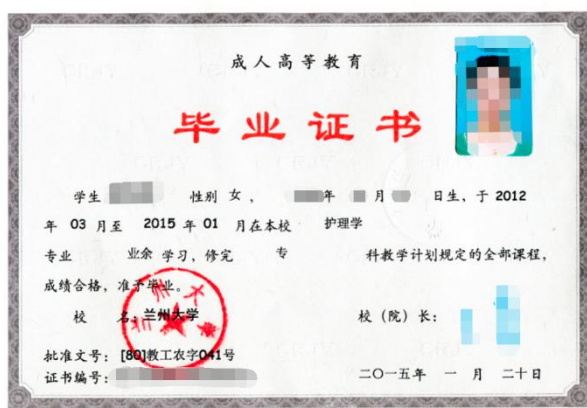 成人高等教育
毕业证书
学生 性别 女， 年 月 日生，于 2012
年 03 月至 2015 年 01 月在本校 护理学
专业 业余 学习，修完 专 科教学计划规定的全部课程，
成绩合格，准予毕业。
校 名：兰州大学 校（院）长：
兰州大学
批准文号：[80]教工农字041号
证书编号：
二〇一五年 一 月 二十日